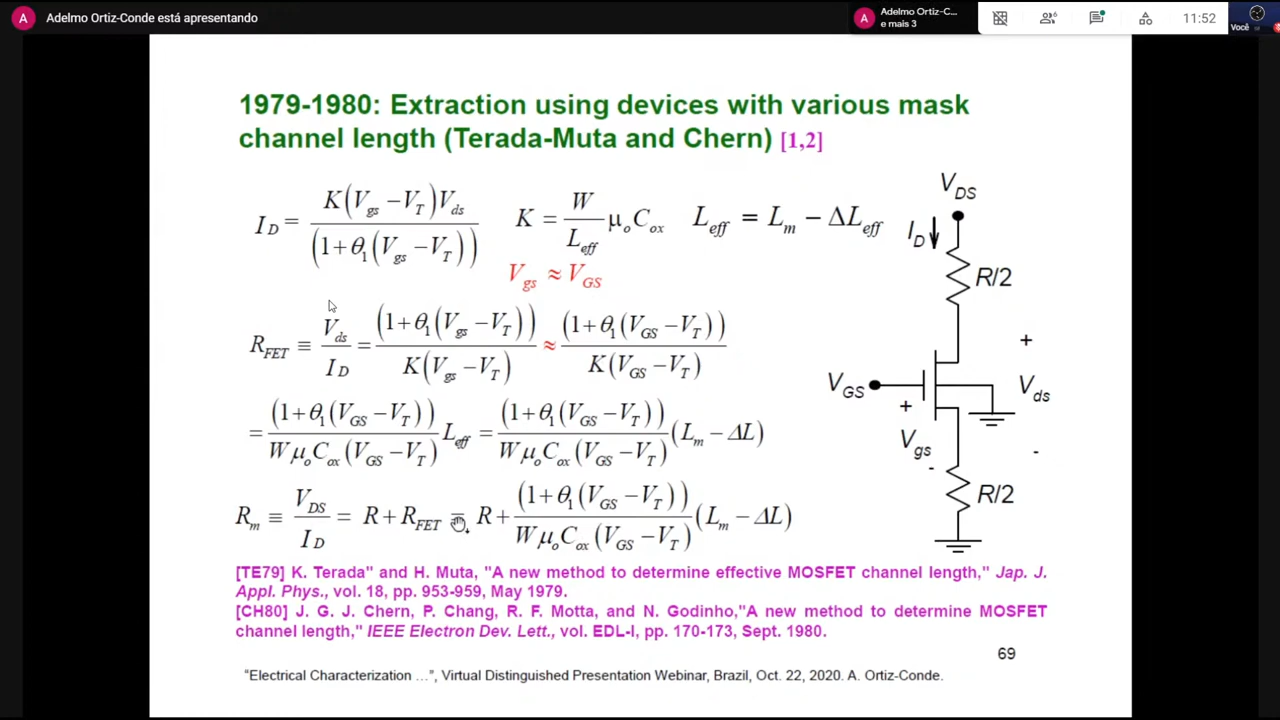 Adelmo Ortiz-Conde está apresentando
Adelmo Ortiz-C...
e mais 3
6
11:52
Você
1979-1980: Extraction using devices with various mask
channel length (Terada-Muta and Chern) [1,2]
I_D = K(V_gs − V_T)V_ds / (1+θ_1(V_gs − V_T)) K = W / L_eff μ_o C_ox L_eff = L_m − ΔL_eff
V_gs ≈ V_GS
R_FET ≡ V_ds / I_D = (1+θ_1(V_gs − V_T)) / K(V_gs − V_T) ≈ (1+θ_1(V_GS − V_T)) / K(V_GS − V_T)
= (1+θ_1(V_GS − V_T)) / Wμ_o C_ox(V_GS − V_T) L_eff = (1+θ_1(V_GS − V_T)) / Wμ_o C_ox(V_GS − V_T) (L_m − ΔL)
R_m ≡ V_DS / I_D = R + R_FET = R + (1+θ_1(V_GS − V_T)) / Wμ_o C_ox(V_GS − V_T) (L_m − ΔL)
V_DS
I_D
R/2
+
V_GS
+
V_gs
-
V_ds
-
R/2
[TE79] K. Terada" and H. Muta, "A new method to determine effective MOSFET channel length," Jap. J.
Appl. Phys., vol. 18, pp. 953-959, May 1979.
[CH80] J. G. J. Chern, P. Chang, R. F. Motta, and N. Godinho,"A new method to determine MOSFET
channel length," IEEE Electron Dev. Lett., vol. EDL-I, pp. 170-173, Sept. 1980.
69
“Electrical Characterization ...”, Virtual Distinguished Presentation Webinar, Brazil, Oct. 22, 2020. A. Ortiz-Conde.